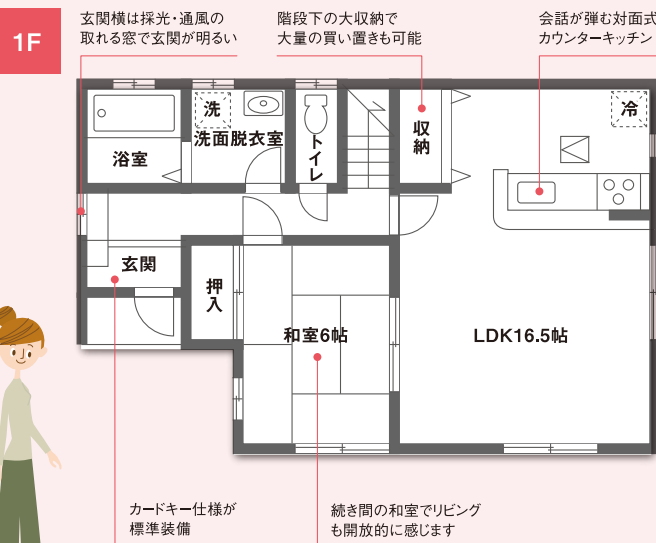 1F
玄関横は採光・通風の
取れる窓で玄関が明るい
階段下の大収納で
大量の買い置きも可能
会話が弾む対面式
カウンターキッチン
洗
洗面脱衣室
浴室
トイレ
収納
冷
玄関
押入
和室6帖
LDK16.5帖
カードキー仕様が
標準装備
続き間の和室でリビング
も開放的に感じます